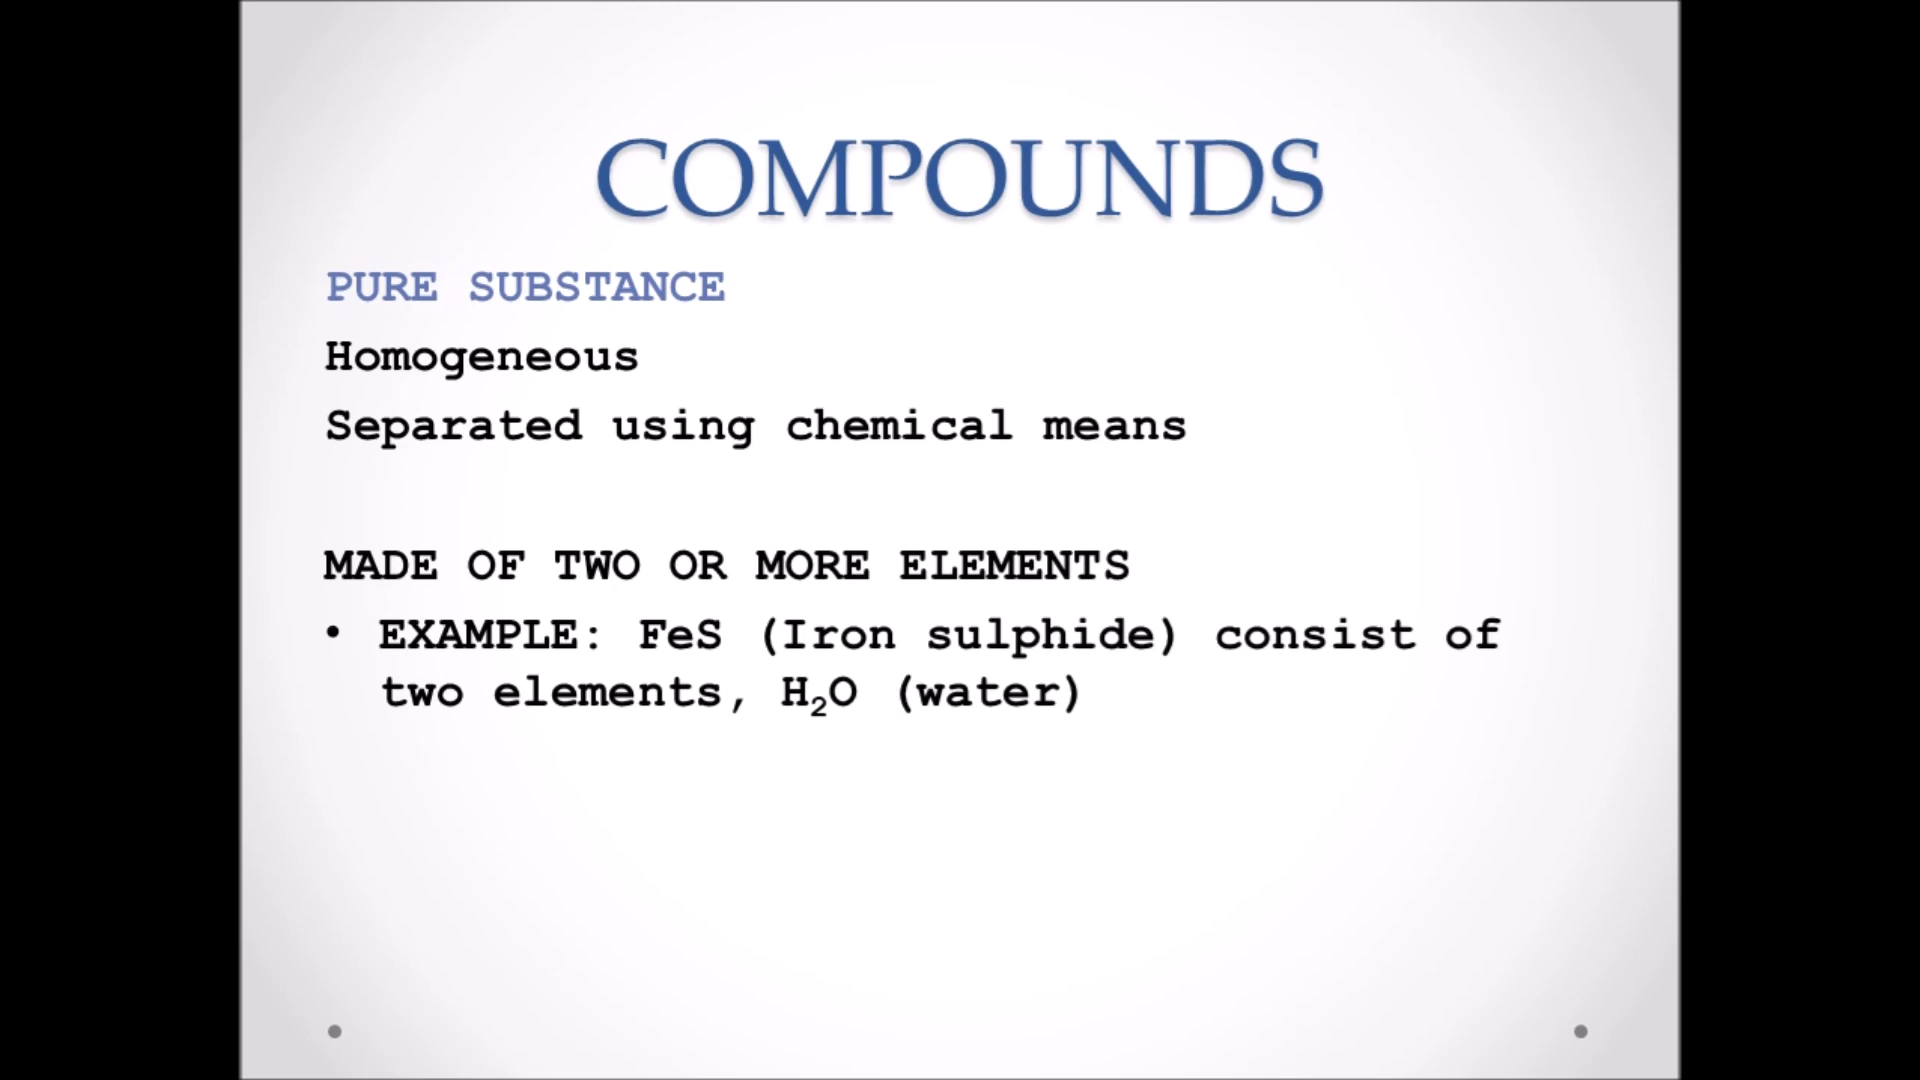 COMPOUNDS
PURE SUBSTANCE
Homogeneous
Separated using chemical means
MADE OF TWO OR MORE ELEMENTS
• EXAMPLE: FeS (Iron sulphide) consist of
two elements, H₂O (water)